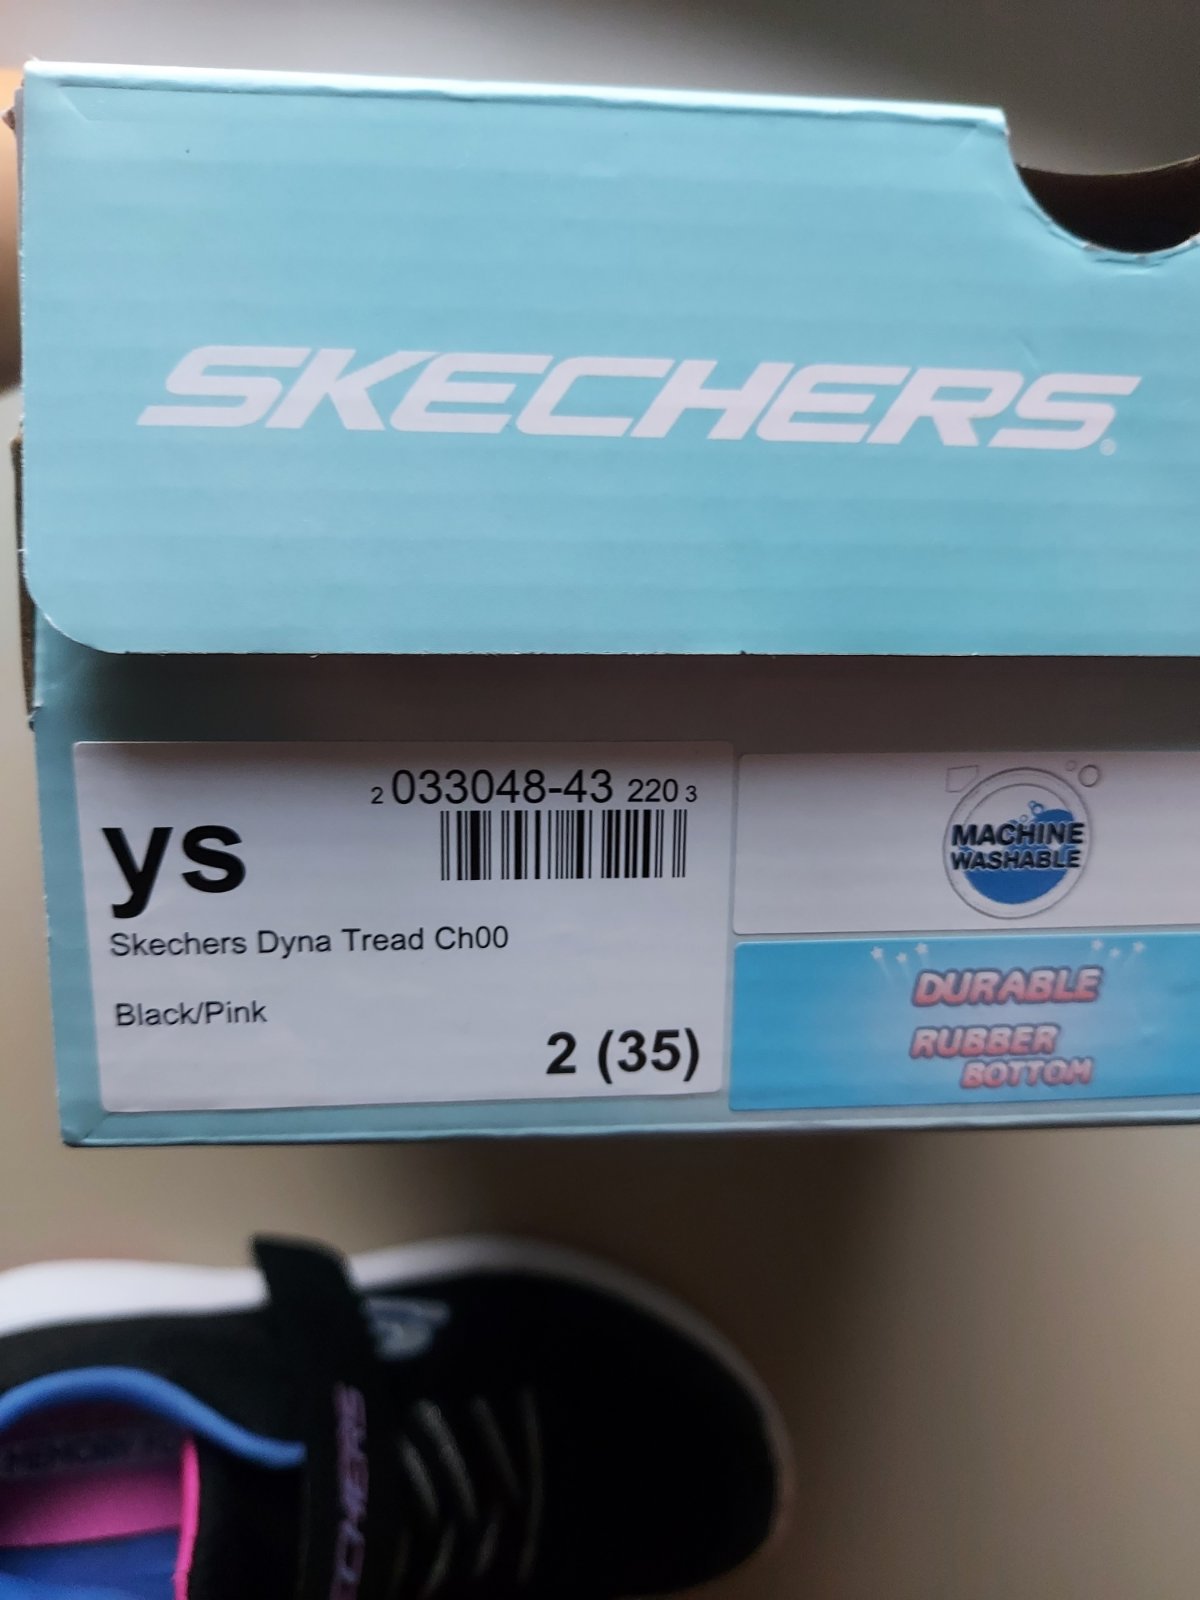 SKECHERS®
2 033048-43 220 3
ys
Skechers Dyna Tread Ch00
Black/Pink
2 (35)
MACHINE
WASHABLE
DURABLE
RUBBER
BOTTOM
SKECHERS
MEMORY